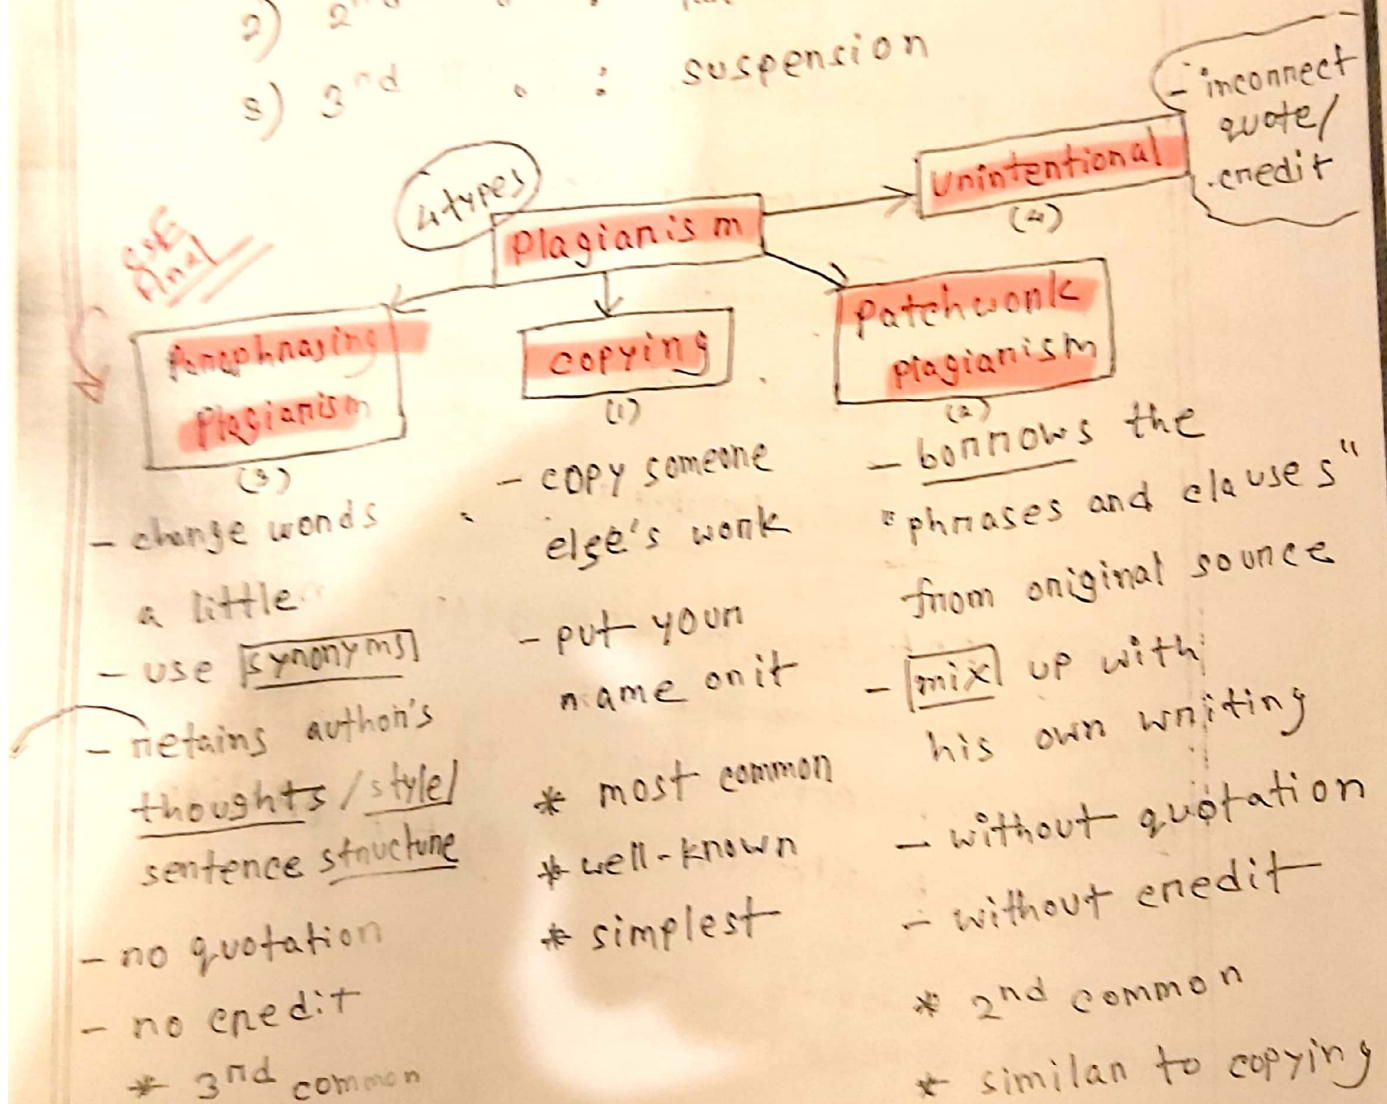 2) 2nd :
3) 3rd " : suspension
- incorrect
quote/
credit
4 types
Plagiarism
Unintentional
(4)
SSE
Final
Paraphrasing
Plagiarism
(3)
- change words
a little
- use synonyms
- retains author's
thoughts/style/
sentence structure
- no quotation
- no credit
* 3rd common
copying
(1)
- copy someone
else's work
- put your
name on it
* most common
* well-known
* simplest
Patchwork
plagiarism
(2)
- borrows the
"phrases and clauses"
from original source
- mix up with
his own writing
- without quotation
- without credit
* 2nd common
* similar to copying